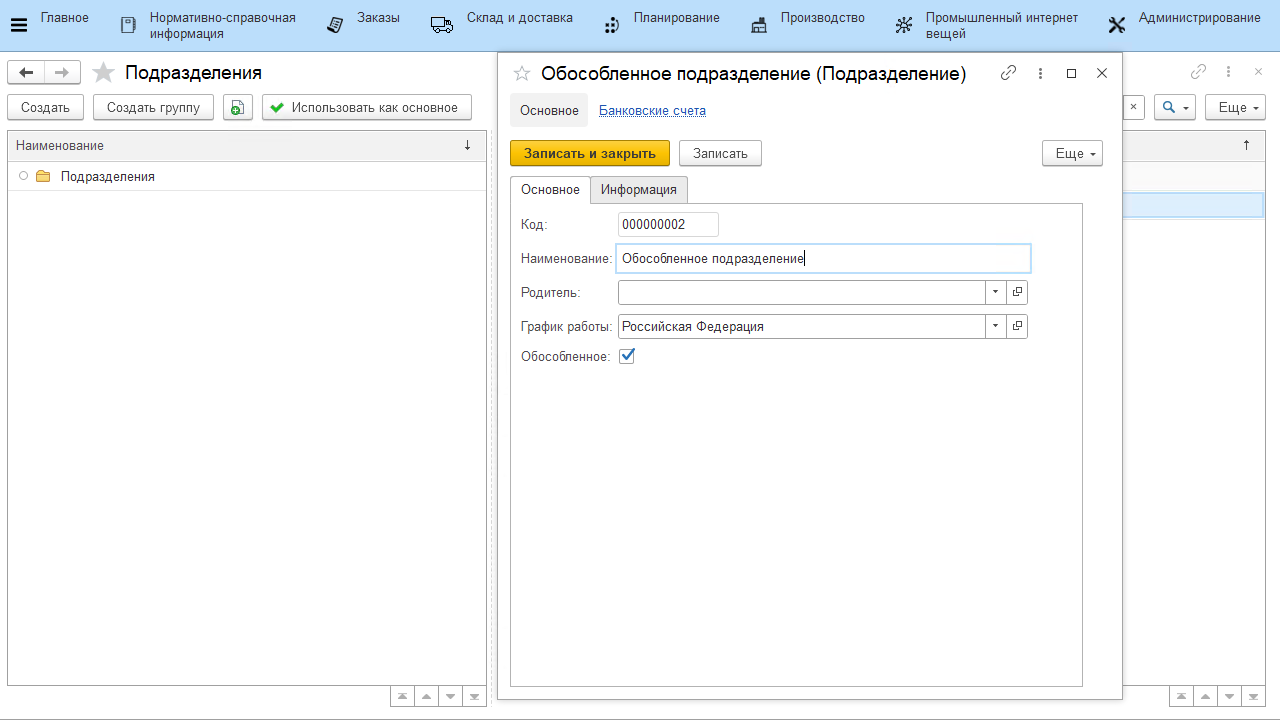 Главное
Нормативно-справочная
информация
Заказы
Склад и доставка
Планирование
Производство
Промышленный интернет
вещей
Администрирование
Подразделения
Создать
Создать группу
Использовать как основное
Еще
Наименование
Подразделения
Обособленное подразделение (Подразделение)
Основное
Банковские счета
Записать и закрыть
Записать
Еще
Основное
Информация
Код:
000000002
Наименование:
Обособленное подразделение
Родитель:
График работы:
Российская Федерация
Обособленное: